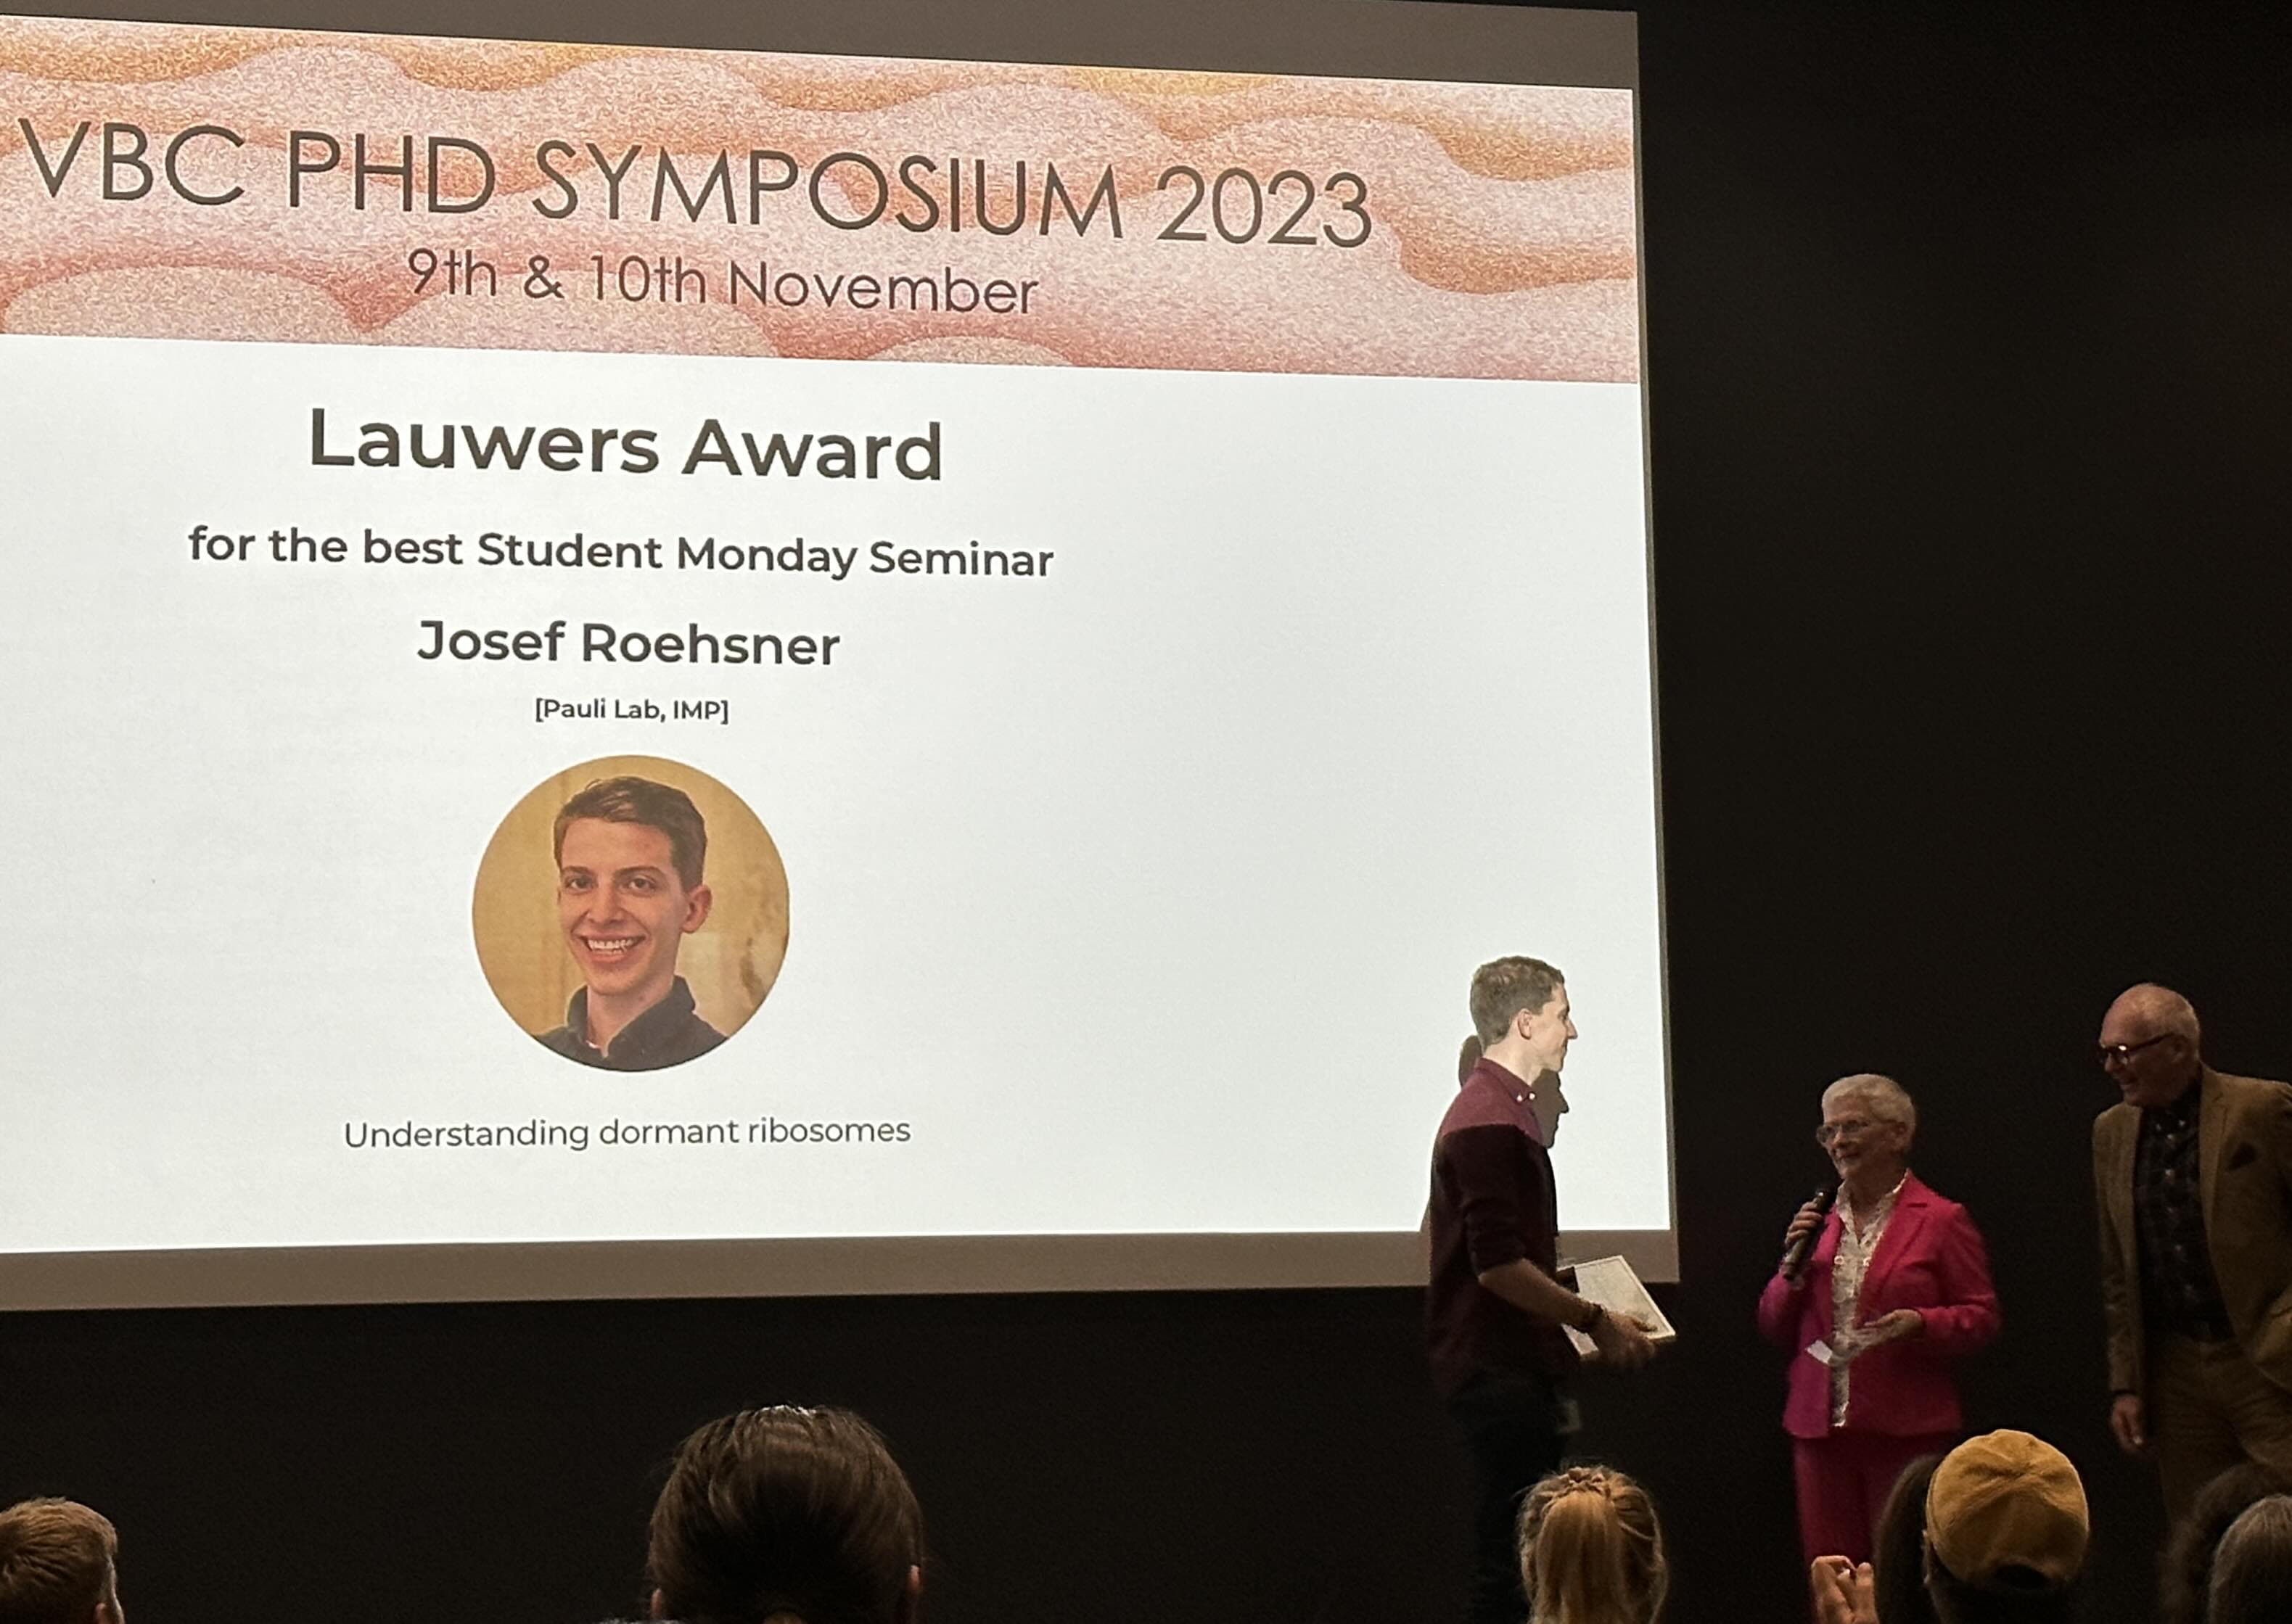 VBC PHD SYMPOSIUM 2023
9th & 10th November
Lauwers Award
for the best Student Monday Seminar
Josef Roehsner
[Pauli Lab, IMP]
Understanding dormant ribosomes